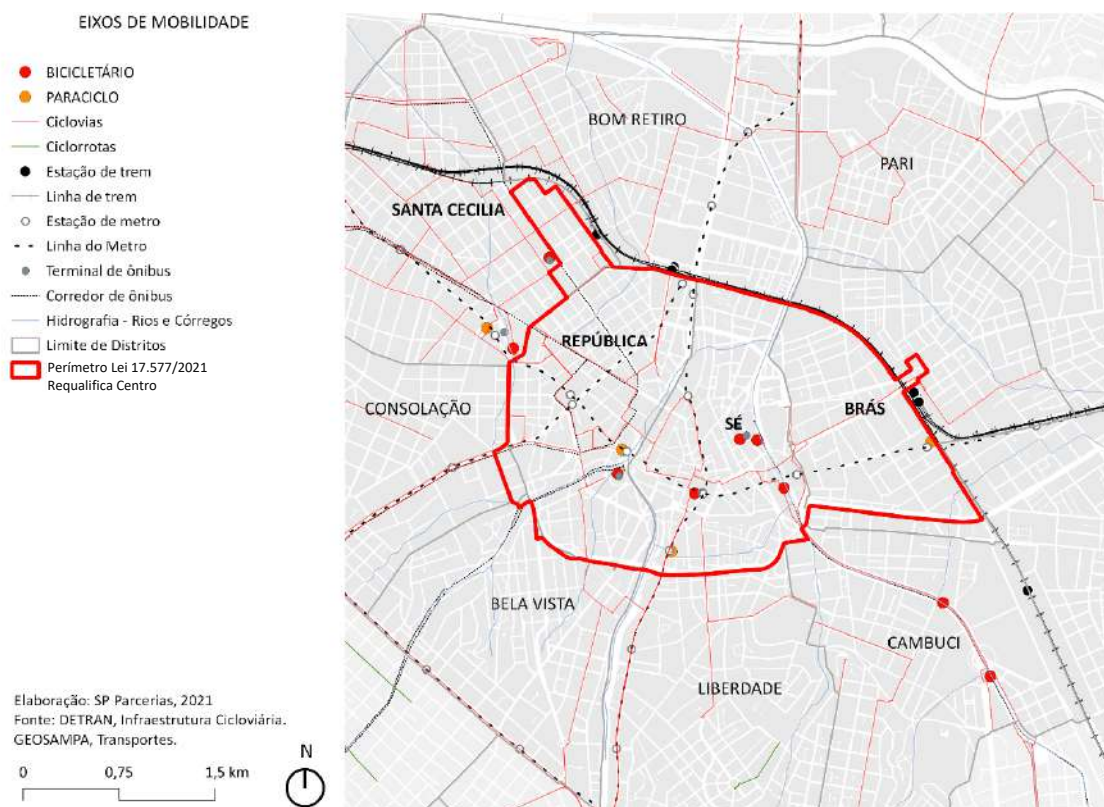 EIXOS DE MOBILIDADE
BICICLETÁRIO
PARACICLO
Ciclovias
Ciclorrotas
Estação de trem
Linha de trem
Estação de metro
Linha do Metro
Terminal de ônibus
Corredor de ônibus
Hidrografia - Rios e Córregos
Limite de Distritos
Perímetro Lei 17.577/2021
Requalifica Centro
Elaboração: SP Parcerias, 2021
Fonte: DETRAN, Infraestrutura Cicloviária.
GEOSAMPA, Transportes.
N
0 0,75 1,5 km
BOM RETIRO
PARI
SANTA CECILIA
REPÚBLICA
CONSOLAÇÃO
BRÁS
SÉ
BELA VISTA
CAMBUCI
LIBERDADE